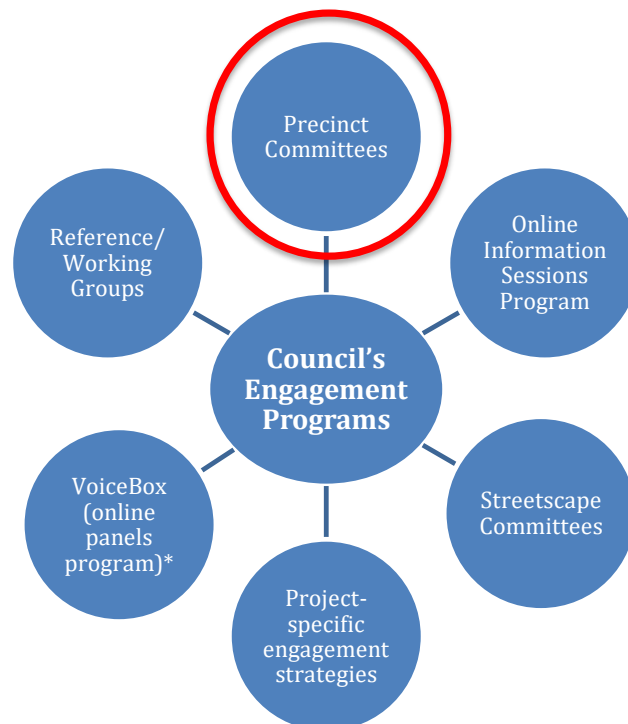 Precinct
Committees
Online
Information
Sessions
Program
Streetscape
Committees
Project-
specific
engagement
strategies
VoiceBox
(online
panels
program)*
Reference/
Working
Groups
Council’s
Engagement
Programs